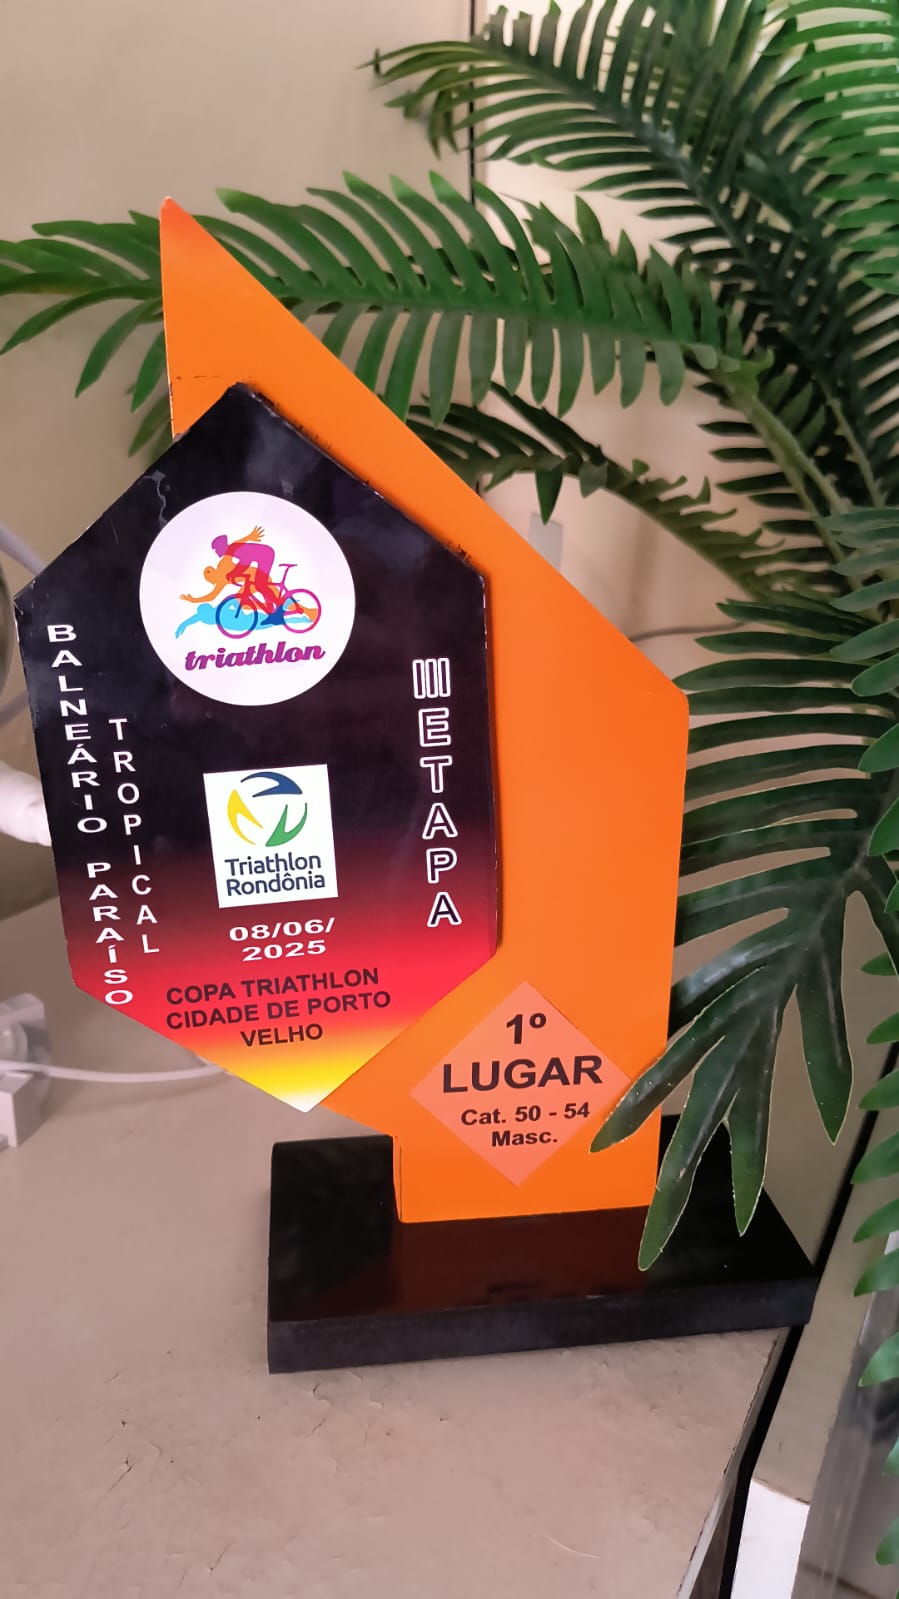 triathlon
BALNEÁRIO PARAÍSO
TROPICAL
III ETAPA
Triathlon
Rondônia
08/06/
2025
COPA TRIATHLON
CIDADE DE PORTO
VELHO
1º
LUGAR
Cat. 50 - 54
Masc.